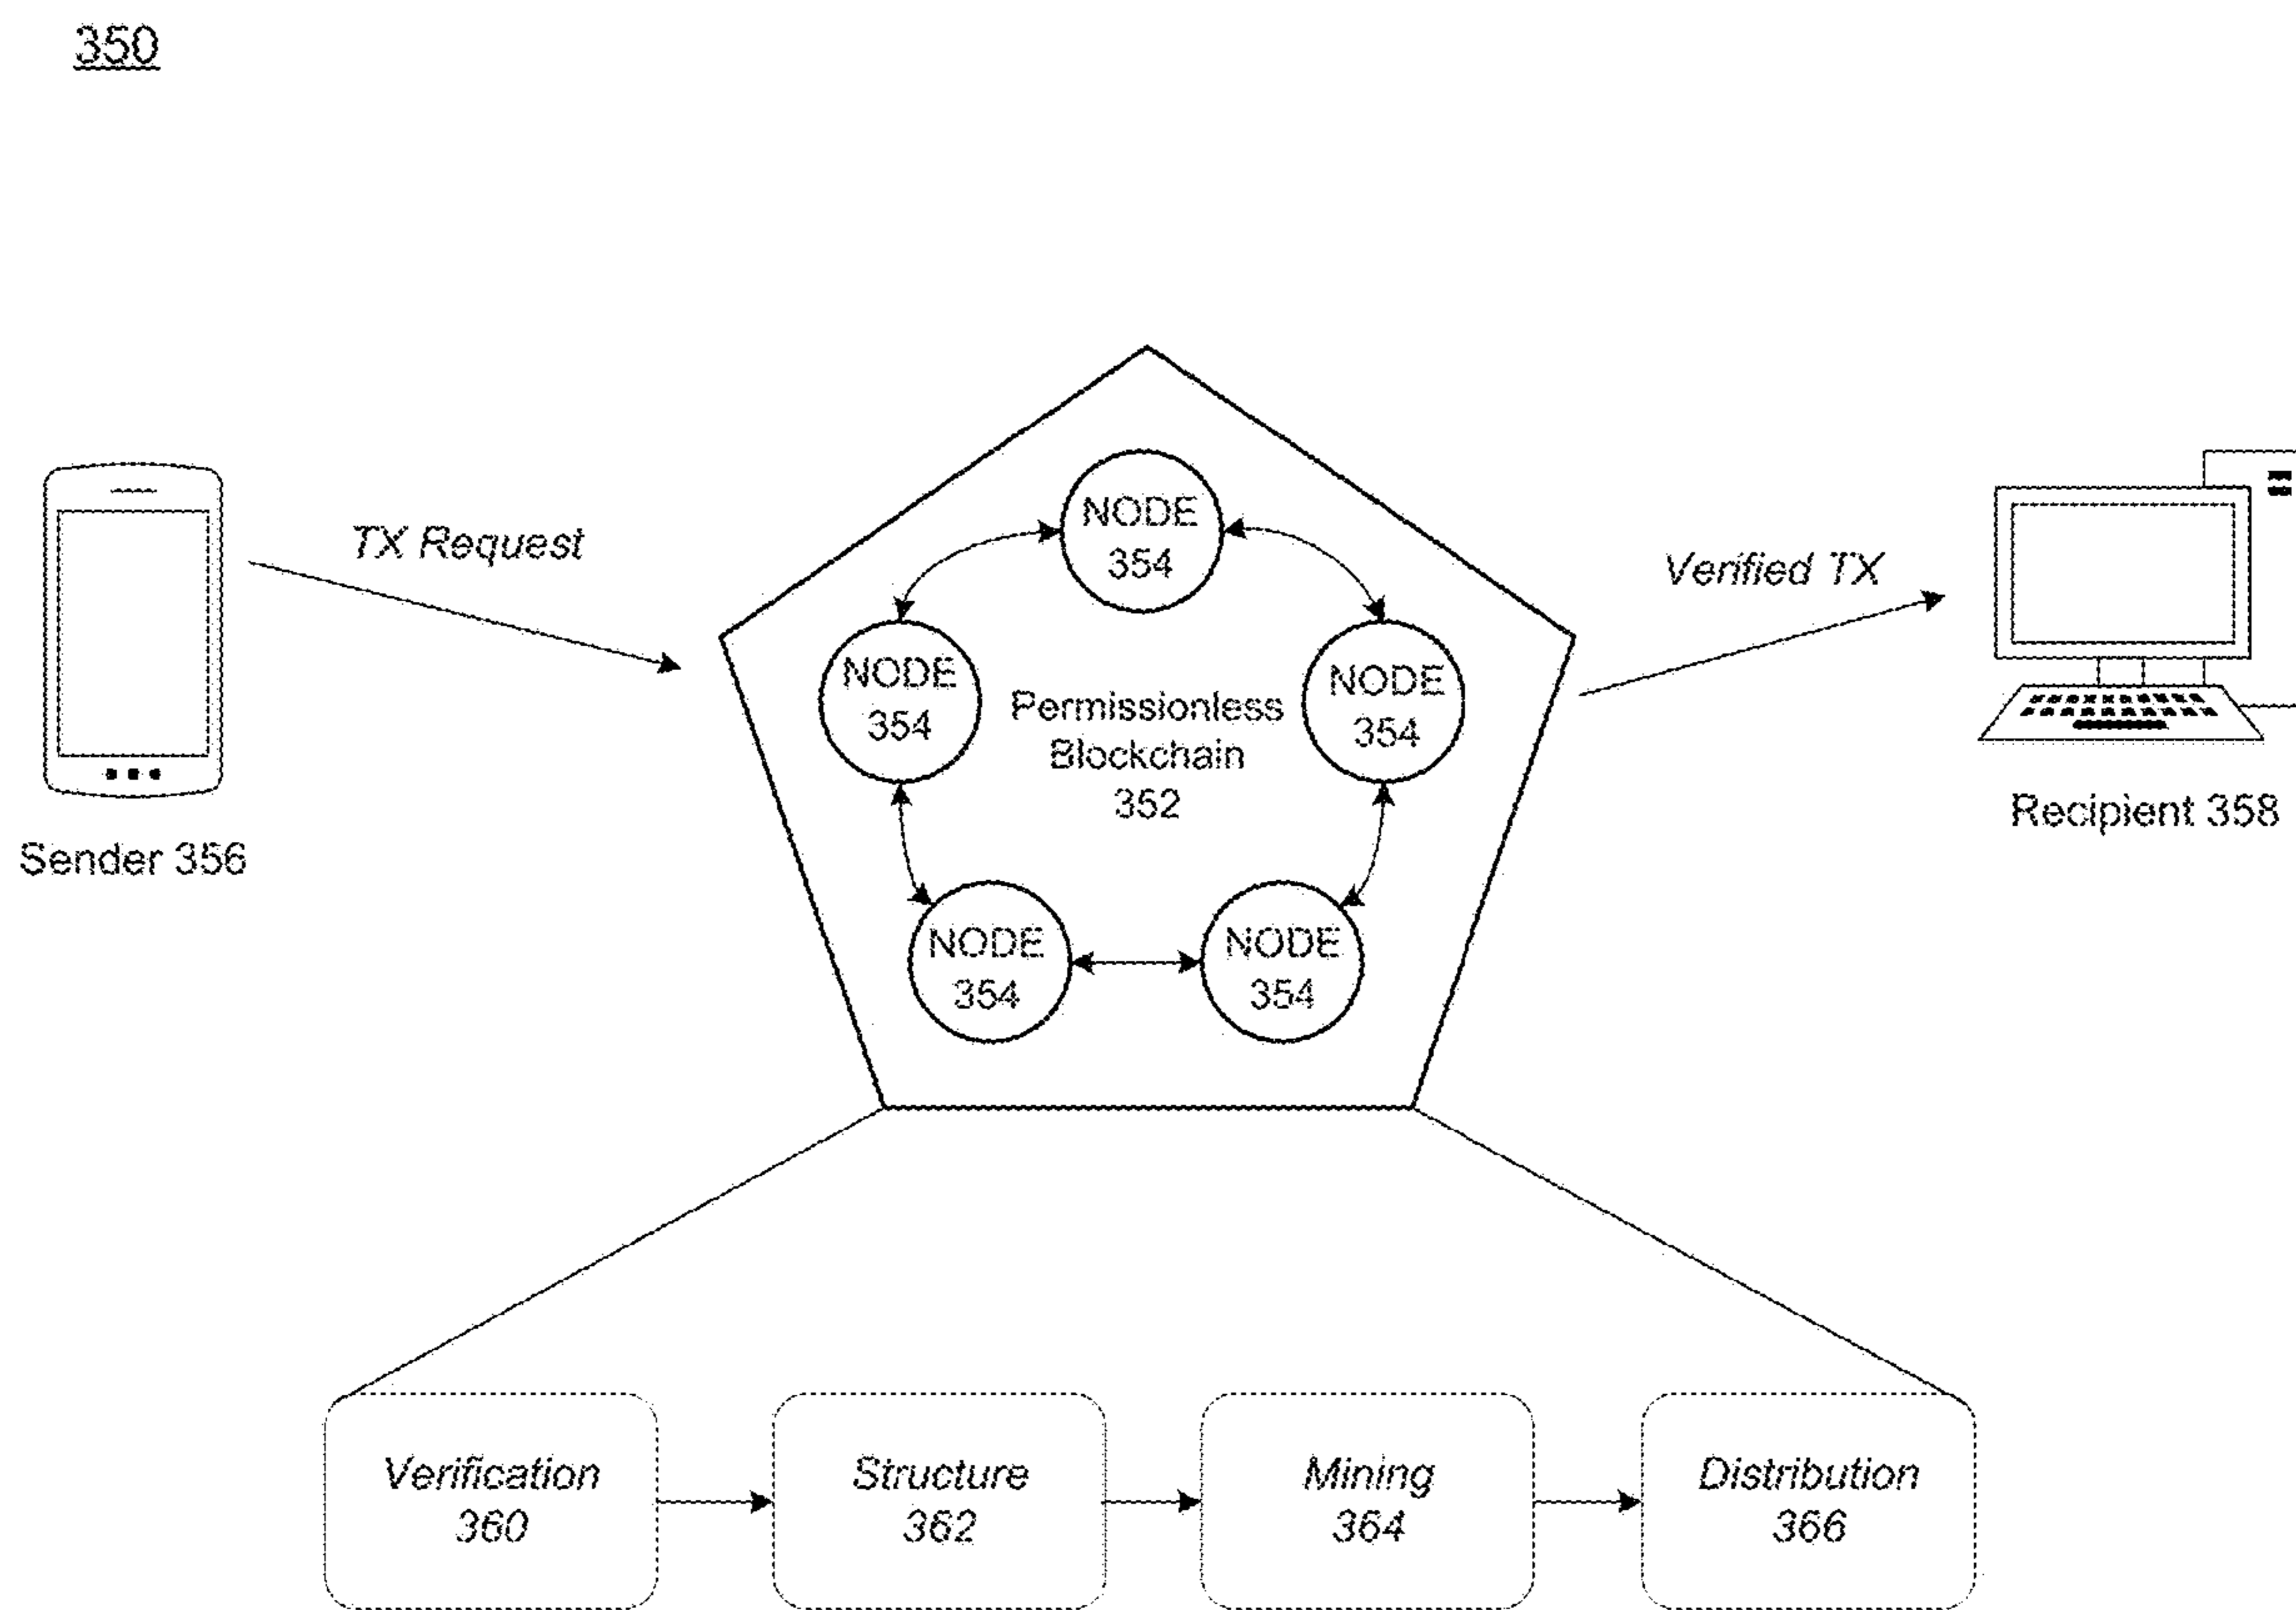 350
TX Request
Verified TX
NODE
354
NODE
354
NODE
354
Permissionless
Blockchain
352
NODE
354
NODE
354
Sender 356
Recipient 358
Verification
360
Structure
362
Mining
364
Distribution
366